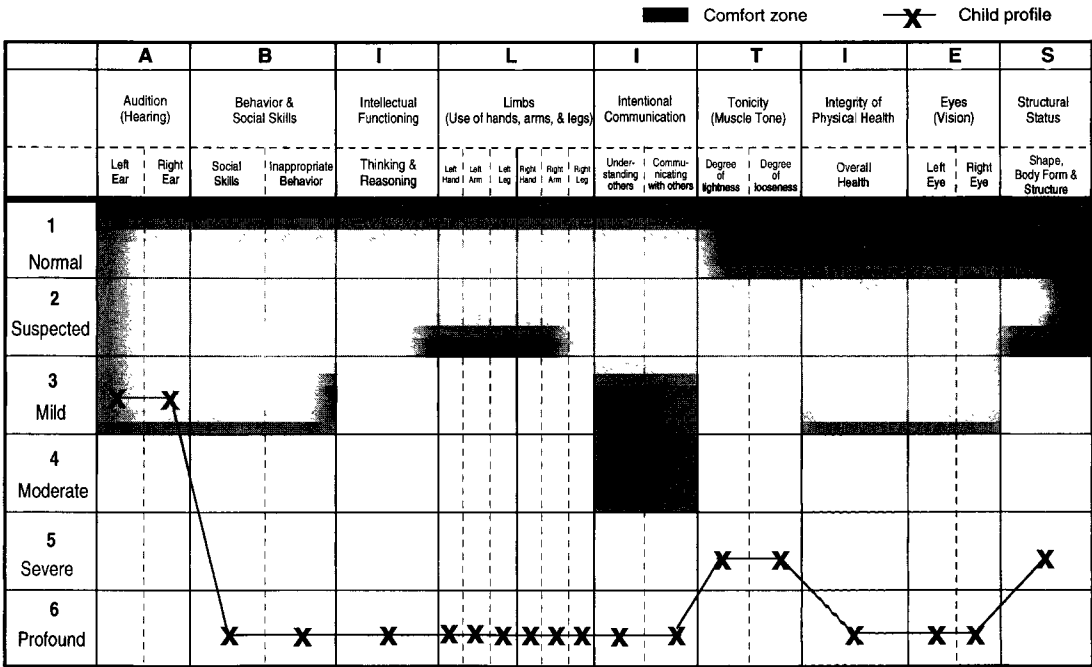 Comfort zone X Child profile
A B I L I T I E S
Audition (Hearing)
Behavior & Social Skills
Intellectual Functioning
Limbs (Use of hands, arms, & legs)
Intentional Communication
Tonicity (Muscle Tone)
Integrity of Physical Health
Eyes (Vision)
Structural Status
Left Ear
Right Ear
Social Skills
Inappropriate Behavior
Thinking & Reasoning
Left Hand
Left Arm
Left Leg
Right Hand
Right Arm
Right Leg
Under-standing others
Commu-nicating with others
Degree of tightness
Degree of looseness
Overall Health
Left Eye
Right Eye
Shape, Body Form & Structure
1
Normal
2
Suspected
3
Mild
X X
4
Moderate
5
Severe
X X X
6
Profound
X X X X X X X X X X X X X X